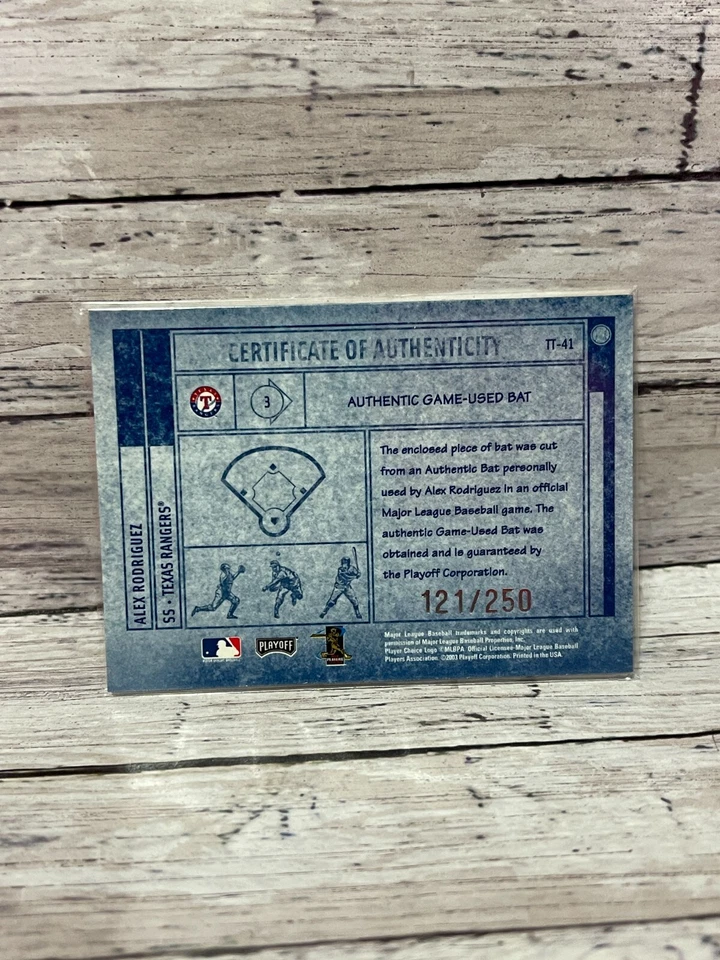 CERTIFICATE OF AUTHENTICITY
TT-41
T
3
AUTHENTIC GAME-USED BAT
The enclosed piece of bat was cut
from an Authentic Bat personally
used by Alex Rodriguez in an official
Major League Baseball game. The
authentic Game-Used Bat was
obtained and is guaranteed by
the Playoff Corporation.
121/250
ALEX RODRIGUEZ
SS - TEXAS RANGERS®
PLAYOFF
Major League Baseball trademarks and copyrights are used with
permission of Major League Baseball Properties, Inc.
Player Choice Logo ©MLBPA Official Licensee-Major League Baseball
Players Association. ©2003 Playoff Corporation. Printed in the USA.